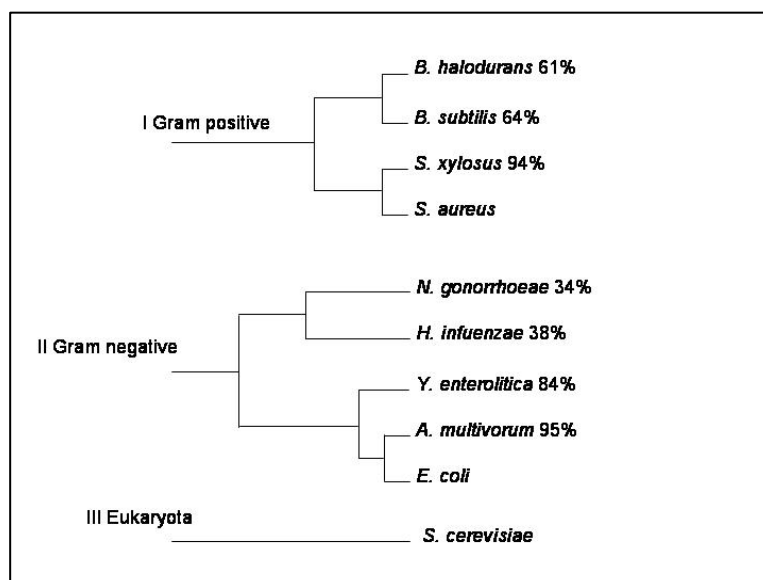 B. halodurans 61%
I Gram positive
B. subtilis 64%
S. xylosus 94%
S. aureus
N. gonorrhoeae 34%
H. infuenzae 38%
II Gram negative
Y. enterolitica 84%
A. multivorum 95%
E. coli
III Eukaryota
S. cerevisiae